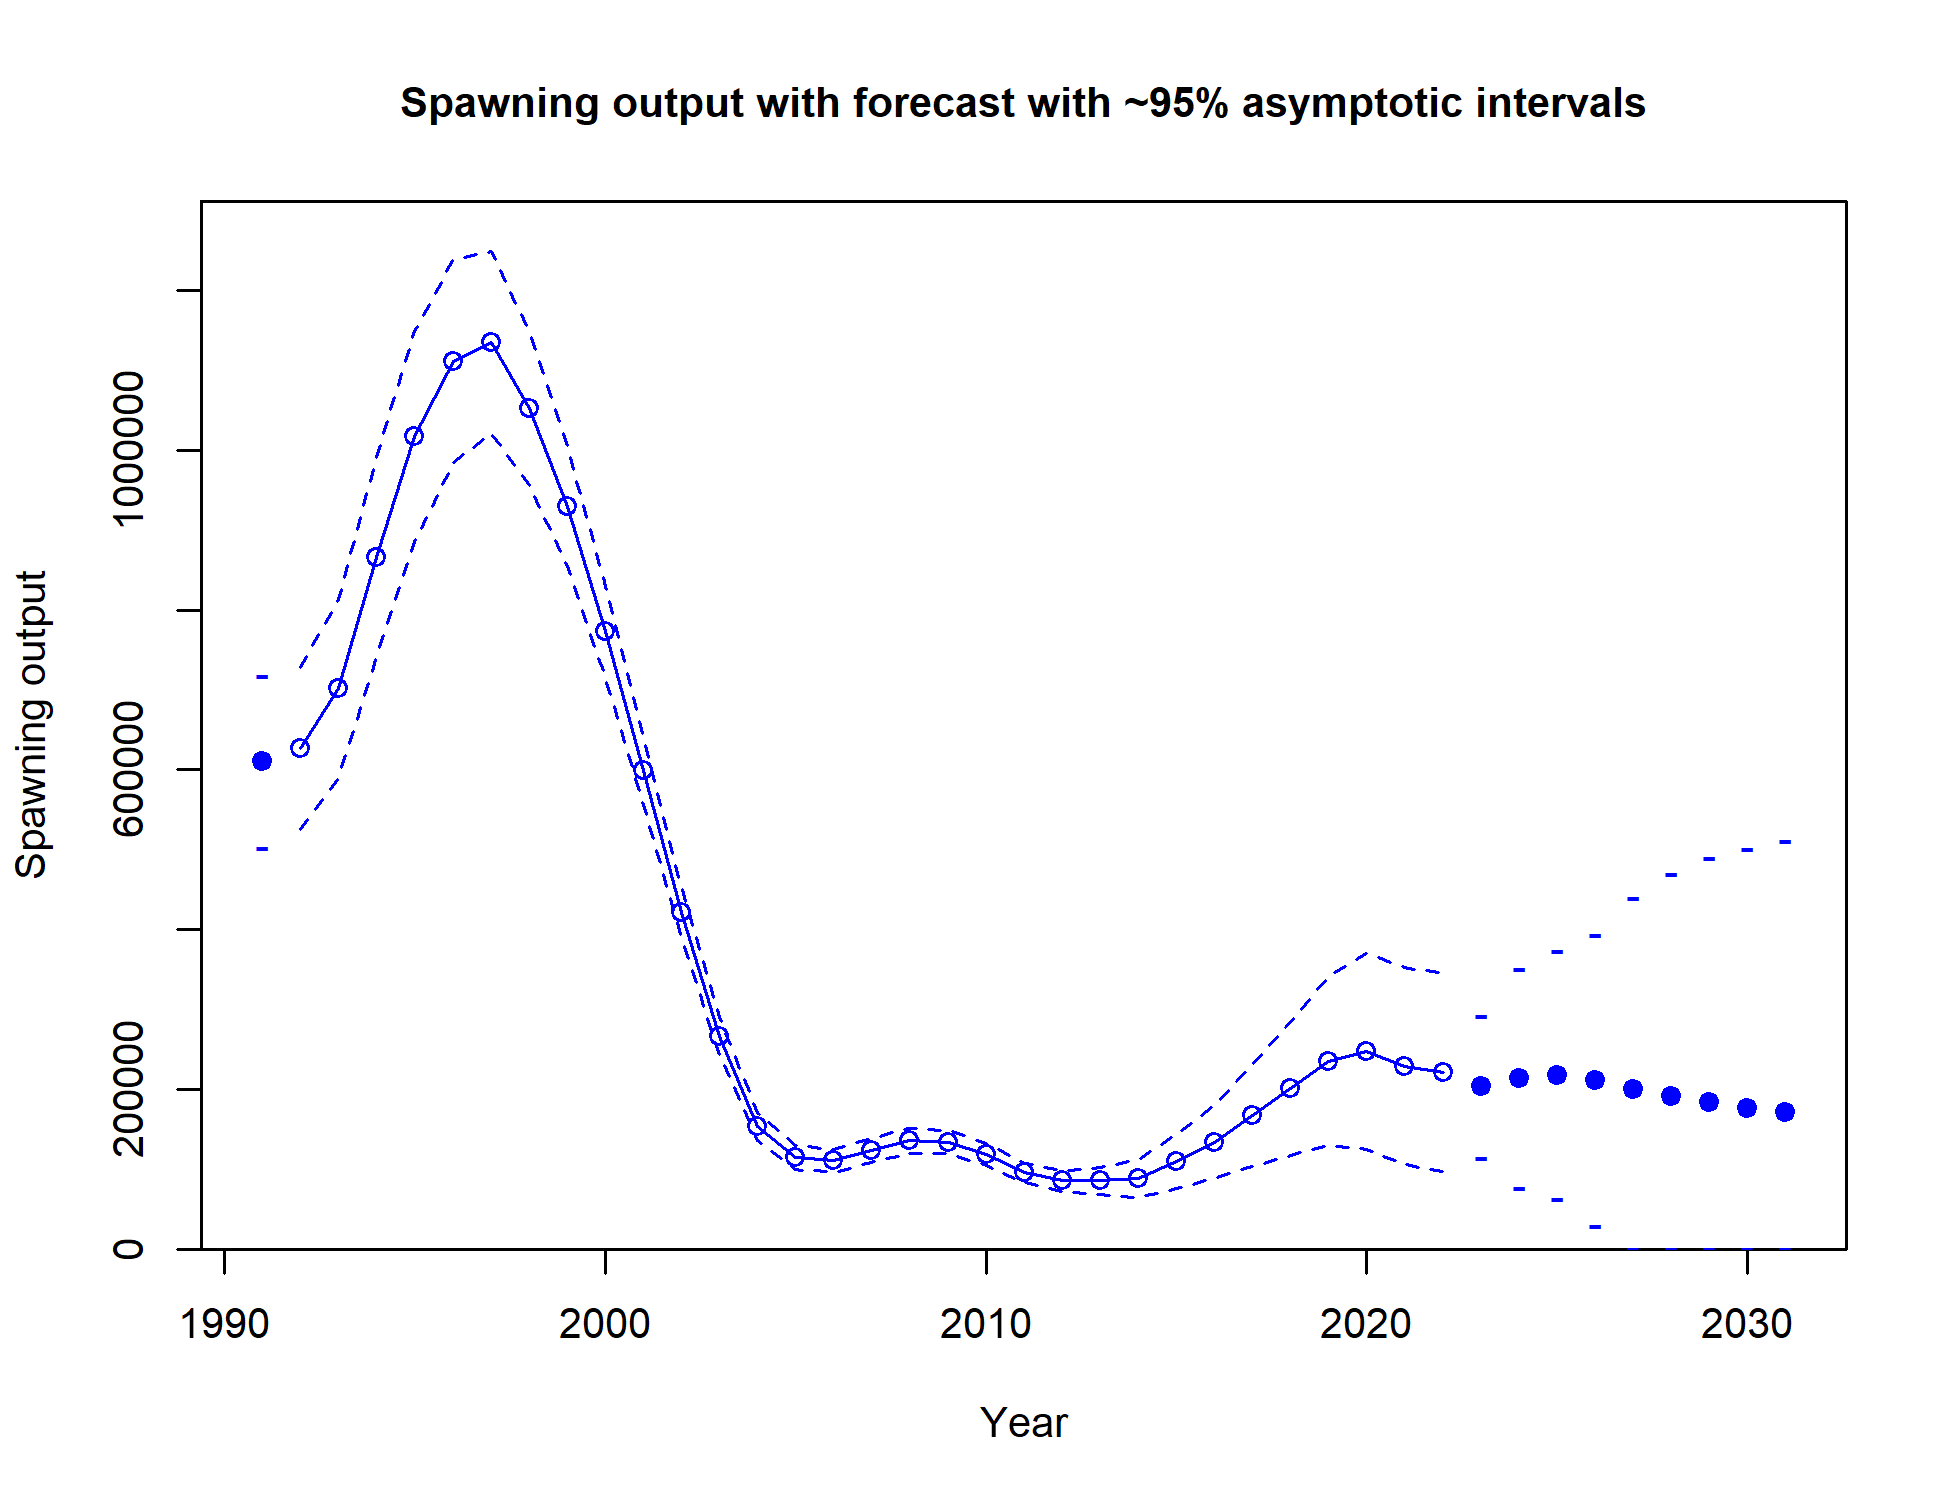 Spawning output with forecast with ~95% asymptotic intervals
Spawning output
1000000
600000
200000
0
1990 2000 2010 2020 2030
Year